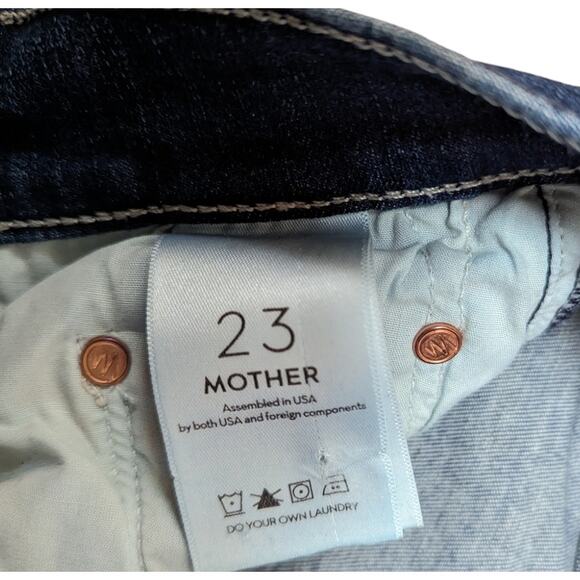 23
MOTHER
Assembled in USA
by both USA and foreign components
DO YOUR OWN LAUNDRY